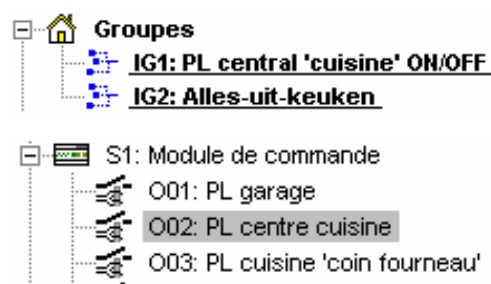 Groupes
IG1: PL central 'cuisine' ON/OFF
IG2: Alles-uit-keuken
S1: Module de commande
O01: PL garage
O02: PL centre cuisine
O03: PL cuisine 'coin fourneau'